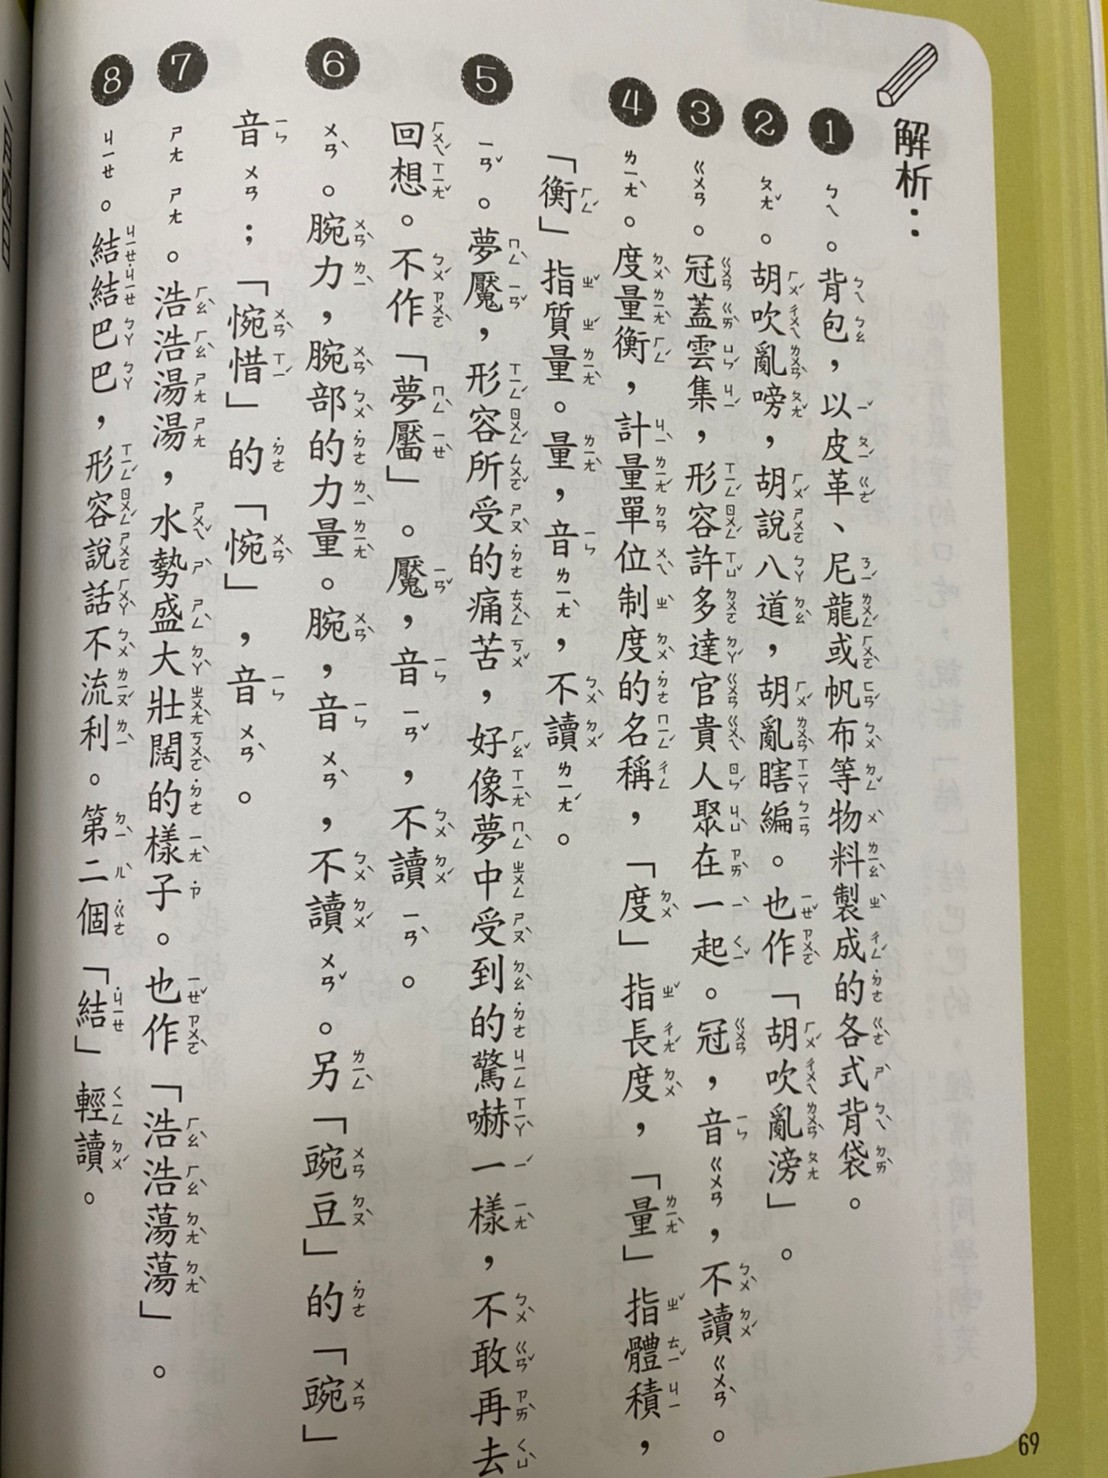 解析：
1 ㄅㄟ。背包，以皮革、尼龍或帆布等物料製成的各式背袋。
2 ㄆㄤˇ。胡吹亂嗙，胡說八道，胡亂瞎編。也作「胡吹亂滂」。
3 ㄍㄨㄢ。冠蓋雲集，形容許多達官貴人聚在一起。冠，音ㄍㄨㄢ，不讀ㄍㄨㄢˋ。
4 ㄌㄧㄤˋ。度量衡，計量單位制度的名稱，「度」指長度，「量」指體積，
「衡」指質量。量，音ㄌㄧㄤˋ，不讀ㄌㄧㄤˊ。
5 ㄧㄢˇ。夢魘，形容所受的痛苦，好像夢中受到的驚嚇一樣，不敢再去
回想。不作「夢靨」。魘，音ㄧㄢˇ，不讀ㄧㄢˋ。
6 ㄨㄢˋ。腕力，腕部的力量。腕，音ㄨㄢˋ，不讀ㄨㄢˇ。另「豌豆」的「豌」
音ㄨㄢ；「惋惜」的「惋」，音ㄨㄢˋ。
7 ㄕㄤ ㄕㄤ。浩浩湯湯，水勢盛大壯闊的樣子。也作「浩浩蕩蕩」。
8 ㄐㄧㄝ。結結巴巴，形容說話不流利。第二個「結」輕讀。
69